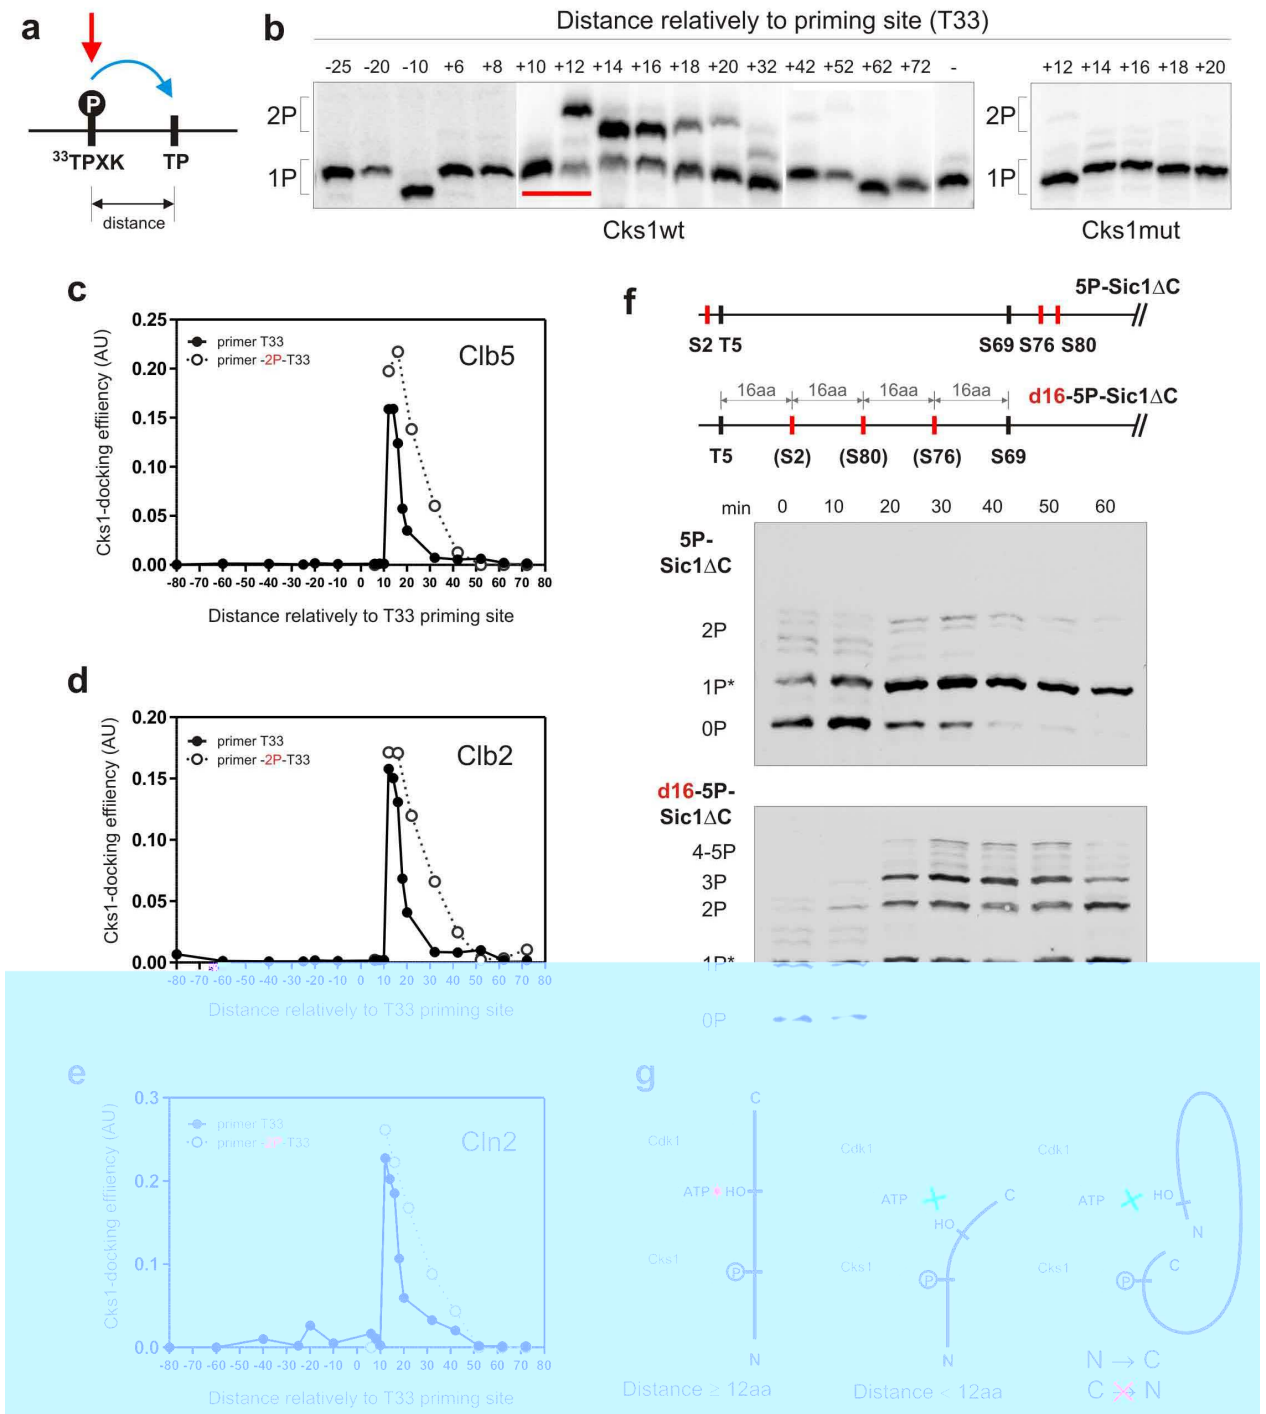 a
P
³³TPXK TP
distance
b
Distance relatively to priming site (T33)
-25 -20 -10 +6 +8 +10 +12 +14 +16 +18 +20 +32 +42 +52 +62 +72 -
+12 +14 +16 +18 +20
2P
1P
2P
1P
Cks1wt
Cks1mut
c
Cks1-docking effiiency (AU)
0.25
0.20
0.15
0.10
0.05
0.00
primer T33
primer -2P-T33
Clb5
-80 -70 -60 -50 -40 -30 -20 -10 0 10 20 30 40 50 60 70 80
Distance relatively to T33 priming site
d
Cks1-docking effiiency (AU)
0.20
0.15
0.10
0.05
0.00
primer T33
primer -2P-T33
Clb2
-80 -70 -60 -50 -40 -30 -20 -10 0 10 20 30 40 50 60 70 80
Distance relatively to T33 priming site
e
Cks1-docking effiiency (AU)
0.3
0.2
0.1
0.0
primer T33
primer -2P-T33
Cln2
-80 -70 -60 -50 -40 -30 -20 -10 0 10 20 30 40 50 60 70 80
Distance relatively to T33 priming site
f
5P-Sic1ΔC
S2 T5 S69 S76 S80
16aa 16aa 16aa 16aa
d16-5P-Sic1ΔC
T5 (S2) (S80) (S76) S69
min 0 10 20 30 40 50 60
5P-
Sic1ΔC
2P
1P*
0P
d16-5P-
Sic1ΔC
4-5P
3P
2P
1P*
0P
g
C
Cdk1
ATP HO
Cks1
P
N
Distance ≥ 12aa
Cdk1
ATP
C
HO
Cks1
P
N
Distance < 12aa
Cdk1
ATP
HO
N
Cks1
P
C
N → C
C → N